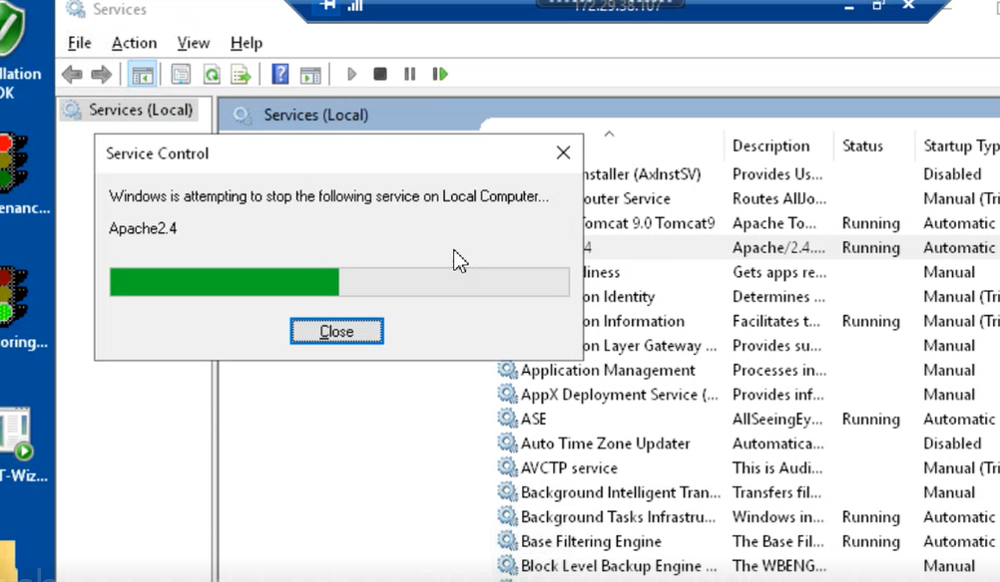 Services
172.29.38.107
File Action View Help
llation
OK
enanc...
oring...
T-Wiz...
Services (Local)
Services (Local)
Service Control
Windows is attempting to stop the following service on Local Computer...
Apache2.4
Close
Description Status Startup Typ
nstaller (AxInstSV) Provides Us... Disabled
outer Service Routes AllJo... Manual (Tri
Tomcat 9.0 Tomcat9 Apache To... Running Automatic
4 Apache/2.4.... Running Automatic
diness Gets apps re... Manual
on Identity Determines ... Manual (Tri
on Information Facilitates t... Running Manual (Tri
on Layer Gateway ... Provides su... Manual
Application Management Processes in... Manual
AppX Deployment Service (... Provides inf... Manual
ASE AllSeeingEy... Running Automatic
Auto Time Zone Updater Automatica... Disabled
AVCTP service This is Audi... Manual (Tri
Background Intelligent Tran... Transfers fil... Manual
Background Tasks Infrastru... Windows in... Running Automatic
Base Filtering Engine The Base Fil... Running Automatic
Block Level Backup Engine ... The WBENG... Manual